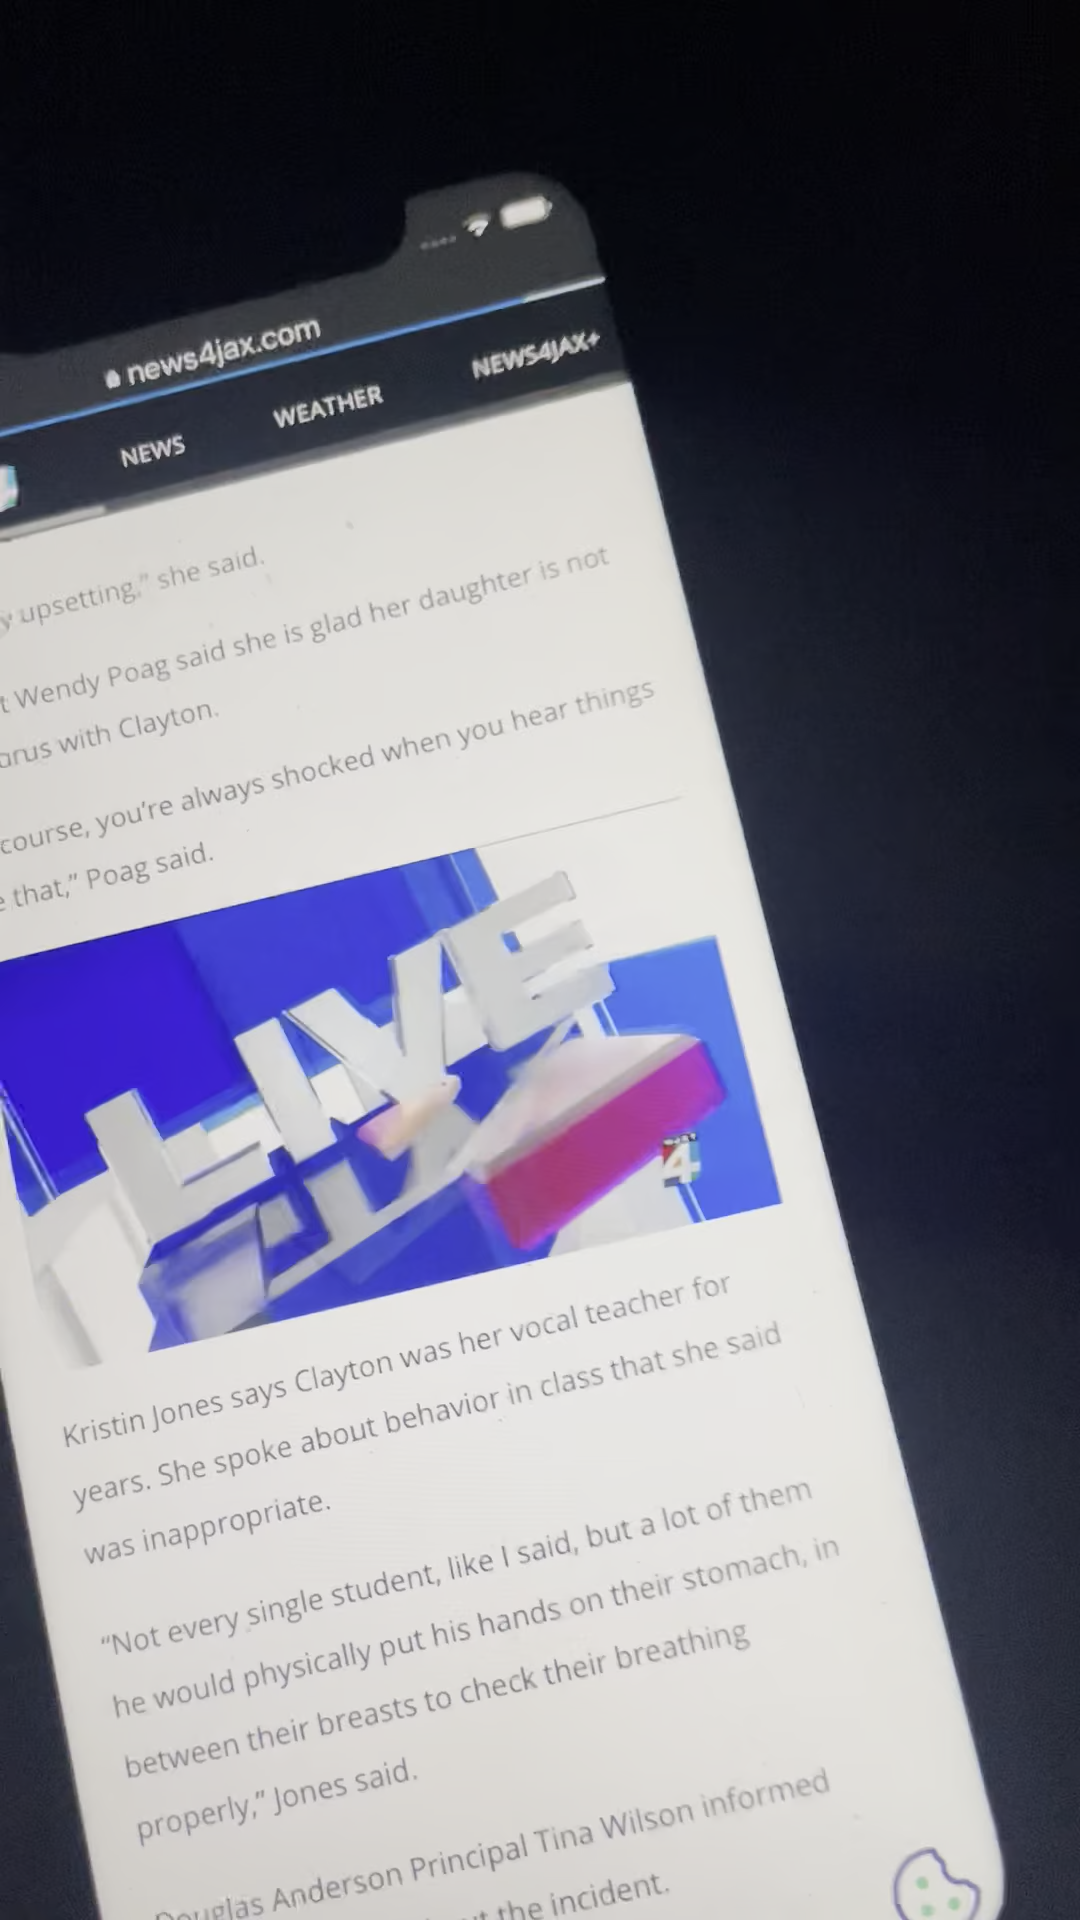 news4jax.com
NEWS WEATHER NEWS4JAX+
y upsetting,” she said.
t Wendy Poag said she is glad her daughter is not
orus with Clayton.
course, you’re always shocked when you hear things
e that,” Poag said.
LIVE
4
Kristin Jones says Clayton was her vocal teacher for
years. She spoke about behavior in class that she said
was inappropriate.
“Not every single student, like I said, but a lot of them
he would physically put his hands on their stomach, in
between their breasts to check their breathing
properly,” Jones said.
Douglas Anderson Principal Tina Wilson informed
the incident.